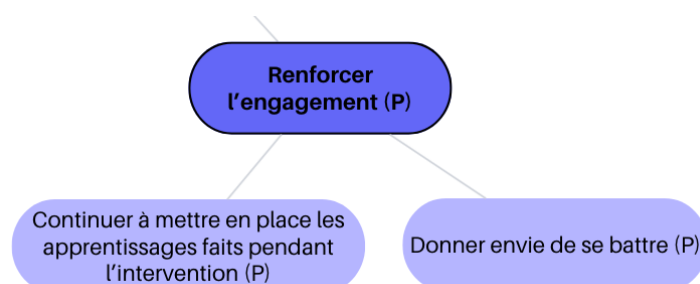 Renforcer
l'engagement (P)
Continuer à mettre en place les
apprentissages faits pendant
l'intervention (P)
Donner envie de se battre (P)